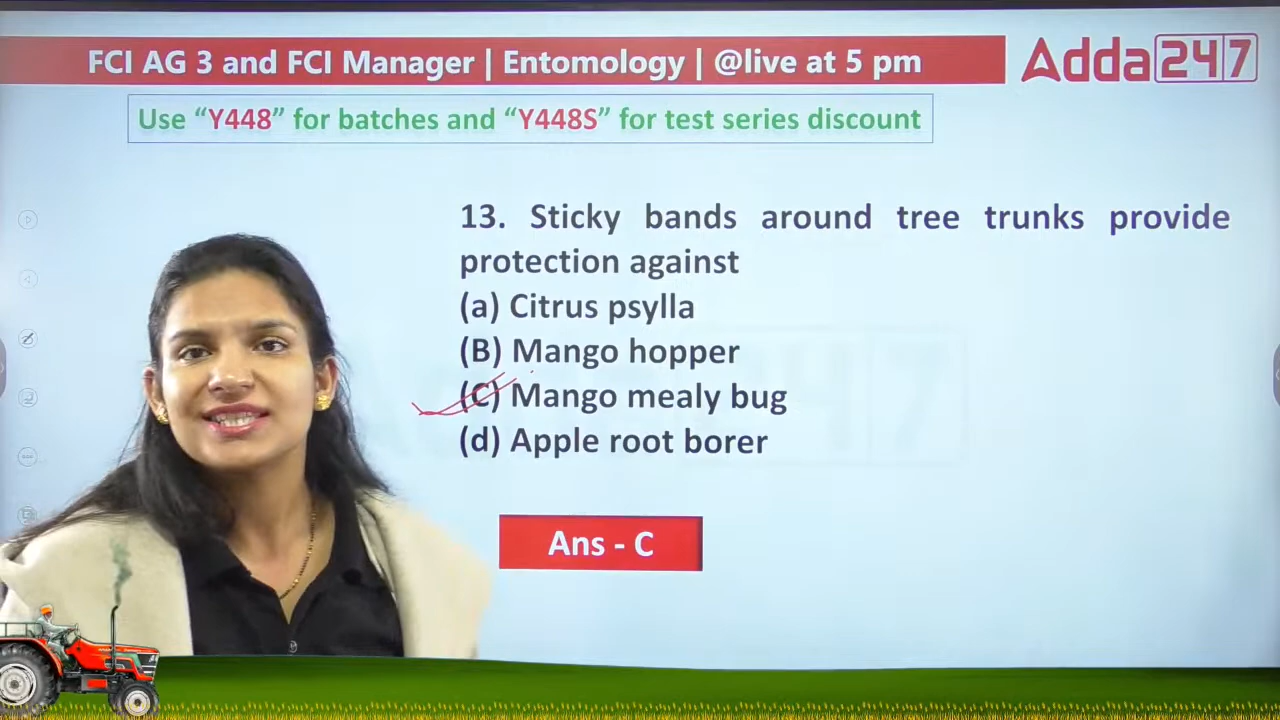 FCI AG 3 and FCI Manager | Entomology | @live at 5 pm
Adda247
Use “Y448” for batches and “Y448S” for test series discount
13. Sticky bands around tree trunks provide
protection against
(a) Citrus psylla
(B) Mango hopper
(C) Mango mealy bug
(d) Apple root borer
Ans - C